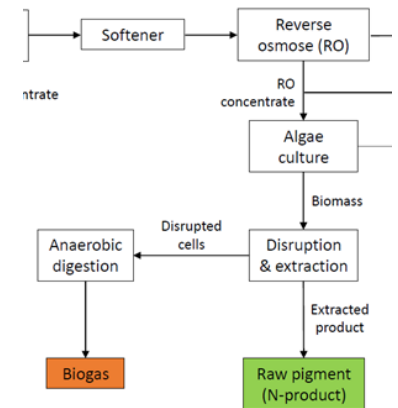 Softener
Reverse
osmose (RO)
ntrate
RO
concentrate
Algae
culture
Biomass
Disrupted
cells
Anaerobic
digestion
Disruption
& extraction
Extracted
product
Biogas
Raw pigment
(N-product)